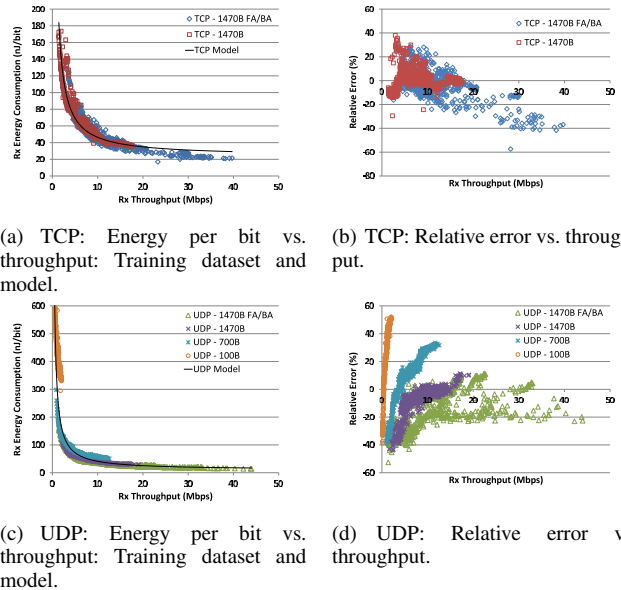 200
180
160
140
120
100
80
60
40
20
0
0 10 20 30 40 50
Rx Energy Consumption (nJ/bit)
Rx Throughput (Mbps)
TCP - 1470B FA/BA
TCP - 1470B
TCP Model
60
40
20
0
-20
-40
-60
-80
0 10 20 30 40 50
Relative Error (%)
Rx Throughput (Mbps)
TCP - 1470B FA/BA
TCP - 1470B
(a) TCP: Energy per bit vs.
throughput: Training dataset and
model.
(b) TCP: Relative error vs. throug
put.
600
500
400
300
200
100
0
0 10 20 30 40 50
Rx Energy Consumption (nJ/bit)
Rx Throughput (Mbps)
UDP - 1470B FA/BA
UDP - 1470B
UDP - 700B
UDP - 100B
UDP Model
60
40
20
0
-20
-40
-60
0 10 20 30 40 50
Relative Error (%)
Rx Throughput (Mbps)
UDP - 1470B FA/BA
UDP - 1470B
UDP - 700B
UDP - 100B
(c) UDP: Energy per bit vs.
throughput: Training dataset and
model.
(d) UDP: Relative error v
throughput.